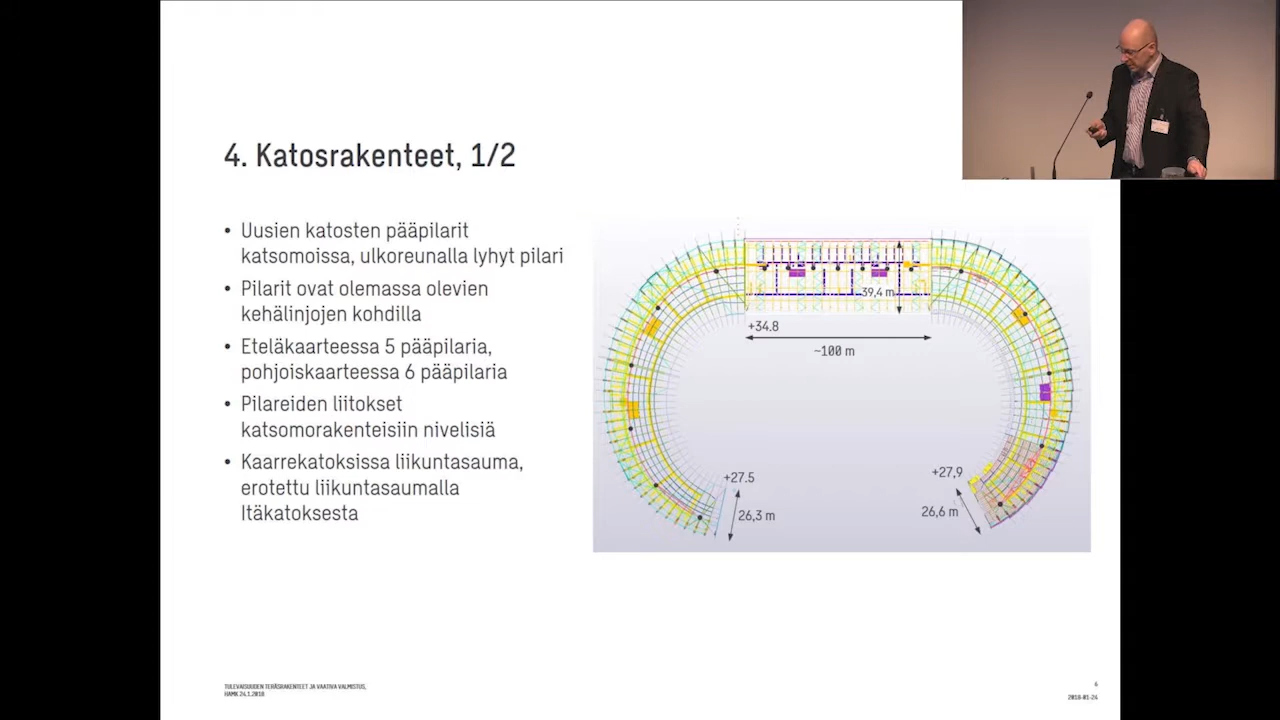 4. Katosrakenteet, 1/2
• Uusien katosten pääpilarit
katsomoissa, ulkoreunalla lyhyt pilari
• Pilarit ovat olemassa olevien
kehälinjojen kohdilla
• Eteläkaarteessa 5 pääpilaria,
pohjoiskaarteessa 6 pääpilaria
• Pilareiden liitokset
katsomorakenteisiin nivelisiä
• Kaarrekatoksissa liikuntasauma,
erotettu liikuntasaumalla
Itäkatoksesta
39,4 m
+34.8
~100 m
+27.5
26,3 m
+27,9
26,6 m
TULEVAISUUDEN TERÄSRAKENTEET JA VAATIVA VALMISTUS,
HAMK 24.1.2018
6
2018-01-24